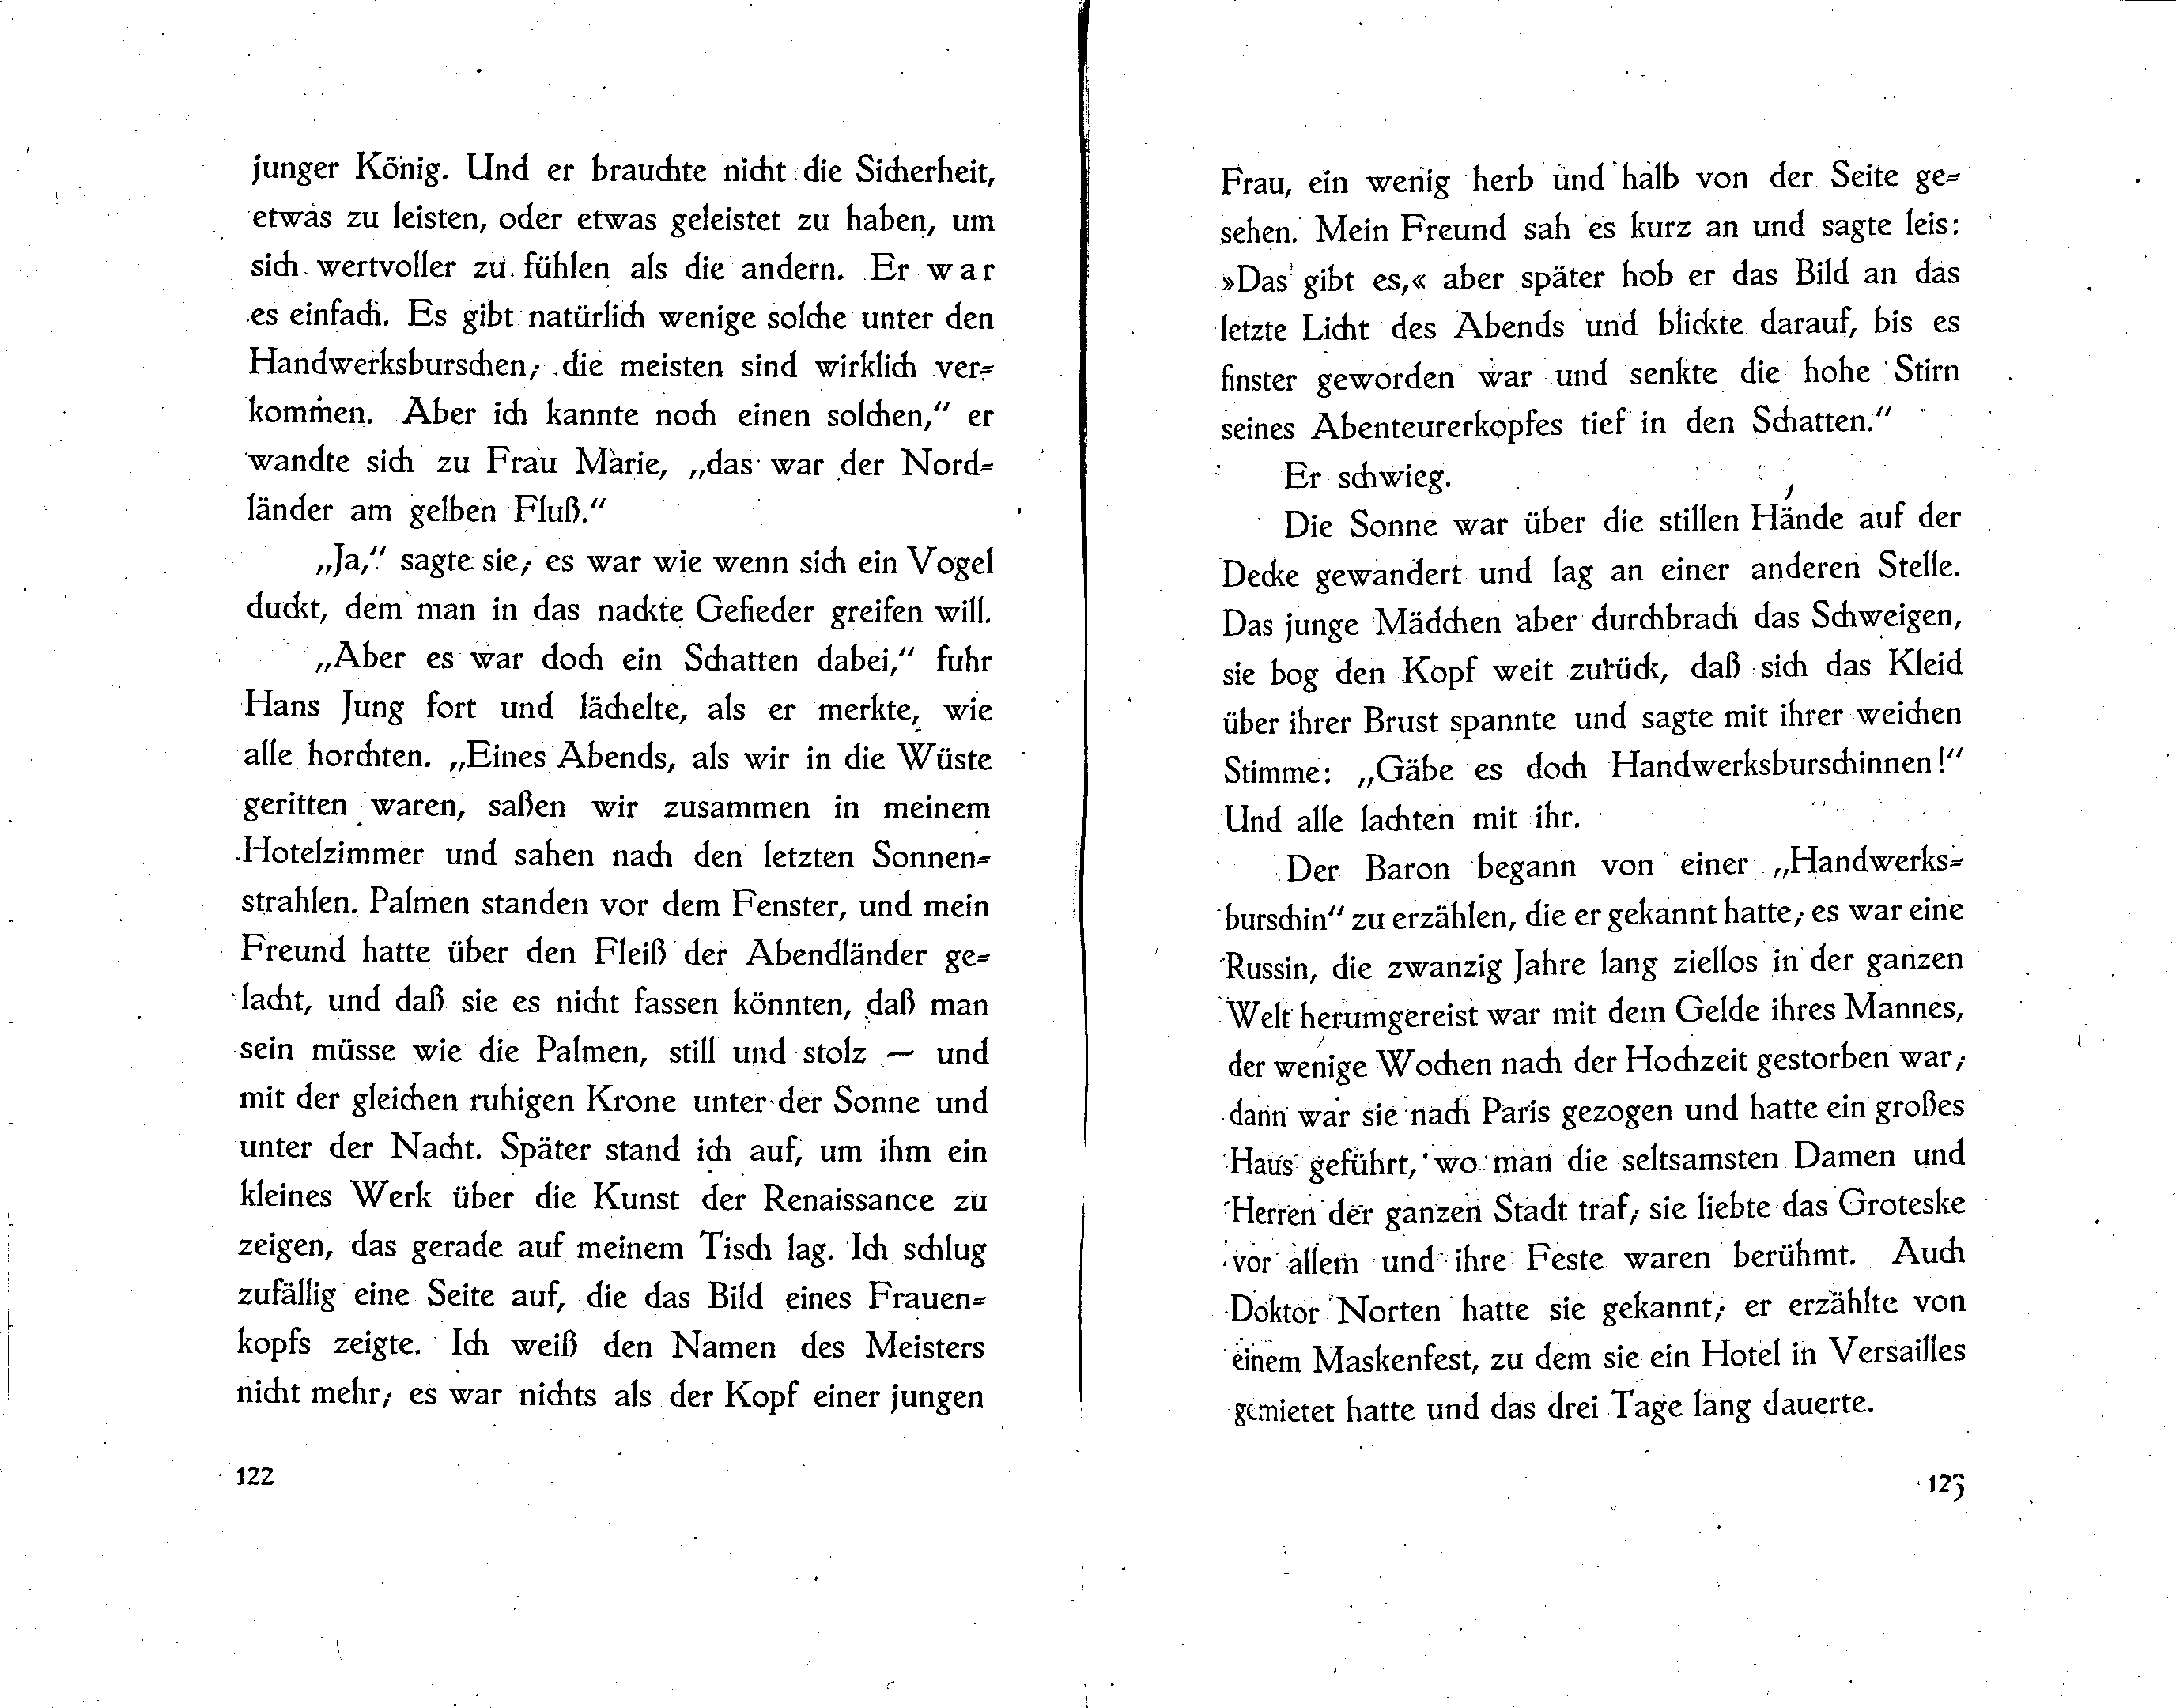 junger König. Und er brauchte nicht die Sicherheit,
etwas zu leisten, oder etwas geleistet zu haben, um
sich wertvoller zu fühlen als die andern. Er war
es einfach. Es gibt natürlich wenige solche unter den
Handwerksburschen; die meisten sind wirklich ver-
kommen. Aber ich kannte noch einen solchen,“ er
wandte sich zu Frau Marie, „das war der Nord-
länder am gelben Fluß.“
„Ja,“ sagte sie; es war wie wenn sich ein Vogel
duckt, dem man in das nackte Gefieder greifen will.
„Aber es war doch ein Schatten dabei,“ fuhr
Hans Jung fort und lächelte, als er merkte, wie
alle horchten. „Eines Abends, als wir in die Wüste
geritten waren, saßen wir zusammen in meinem
Hotelzimmer und sahen nach den letzten Sonnen-
strahlen. Palmen standen vor dem Fenster, und mein
Freund hatte über den Fleiß der Abendländer ge-
lacht, und daß sie es nicht fassen könnten, daß man
sein müsse wie die Palmen, still und stolz — und
mit der gleichen ruhigen Krone unter der Sonne und
unter der Nacht. Später stand ich auf, um ihm ein
kleines Werk über die Kunst der Renaissance zu
zeigen, das gerade auf meinem Tisch lag. Ich schlug
zufällig eine Seite auf, die das Bild eines Frauen-
kopfs zeigte. Ich weiß den Namen des Meisters
nicht mehr; es war nichts als der Kopf einer jungen
122
Frau, ein wenig herb und halb von der Seite ge-
sehen. Mein Freund sah es kurz an und sagte leis:
»Das gibt es,« aber später hob er das Bild an das
letzte Licht des Abends und blickte darauf, bis es
finster geworden war und senkte die hohe Stirn
seines Abenteurerkopfes tief in den Schatten.“
Er schwieg.
Die Sonne war über die stillen Hände auf der
Decke gewandert und lag an einer anderen Stelle.
Das junge Mädchen aber durchbrach das Schweigen,
sie bog den Kopf weit zurück, daß sich das Kleid
über ihrer Brust spannte und sagte mit ihrer weichen
Stimme: „Gäbe es doch Handwerksburschinnen!“
Und alle lachten mit ihr.
Der Baron begann von einer „Handwerks-
burschin“ zu erzählen, die er gekannt hatte; es war eine
Russin, die zwanzig Jahre lang ziellos in der ganzen
Welt herumgereist war mit dem Gelde ihres Mannes,
der wenige Wochen nach der Hochzeit gestorben war;
dann war sie nach Paris gezogen und hatte ein großes
Haus geführt, wo man die seltsamsten Damen und
Herren der ganzen Stadt traf; sie liebte das Groteske
vor allem und ihre Feste waren berühmt. Auch
Doktor Norten hatte sie gekannt; er erzählte von
einem Maskenfest, zu dem sie ein Hotel in Versailles
gemietet hatte und das drei Tage lang dauerte.
123